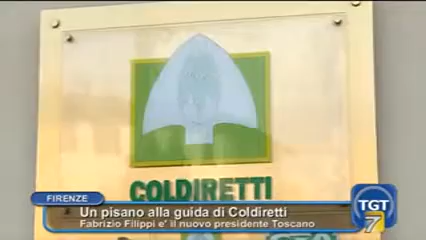 COLDIRETTI
FIRENZE
Un pisano alla guida di Coldiretti
Fabrizio Filippi e' il nuovo presidente Toscano
TGT
7